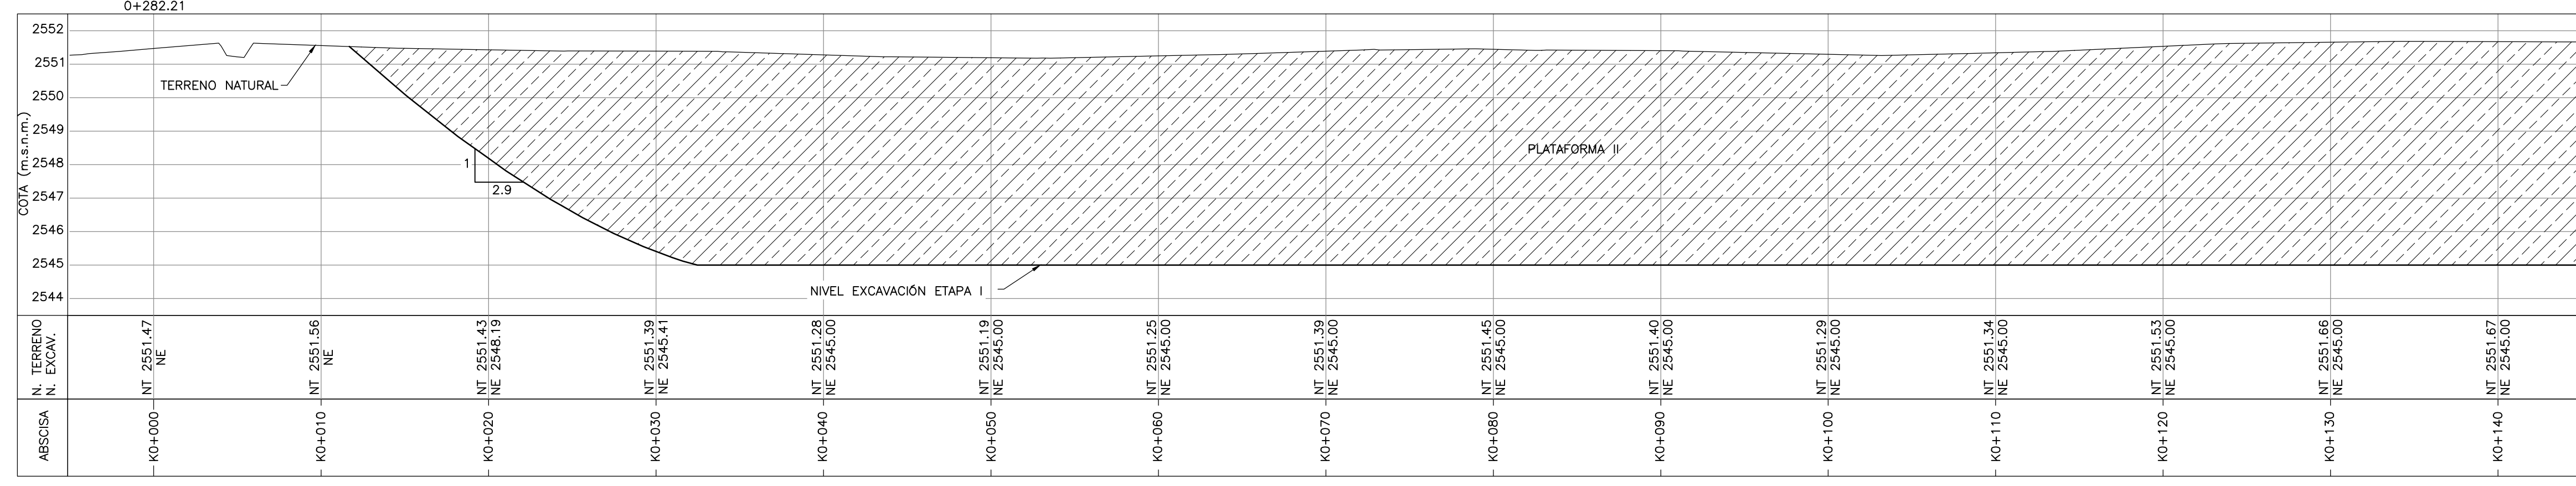 0+282.21
2552
2551
2550
2549
2548
2547
2546
2545
2544
COTA (m.s.n.m.)
TERRENO NATURAL
1
2.9
PLATAFORMA II
NIVEL EXCAVACIÓN ETAPA I
N. TERRENO
N. EXCAV.
NT 2551.47
NE
NT 2551.56
NE
NT 2551.43
NE 2548.19
NT 2551.39
NE 2545.41
NT 2551.28
NE 2545.00
NT 2551.19
NE 2545.00
NT 2551.25
NE 2545.00
NT 2551.39
NE 2545.00
NT 2551.45
NE 2545.00
NT 2551.40
NE 2545.00
NT 2551.29
NE 2545.00
NT 2551.34
NE 2545.00
NT 2551.53
NE 2545.00
NT 2551.66
NE 2545.00
NT 2551.67
NE 2545.00
ABSCISA
K0+000
K0+010
K0+020
K0+030
K0+040
K0+050
K0+060
K0+070
K0+080
K0+090
K0+100
K0+110
K0+120
K0+130
K0+140